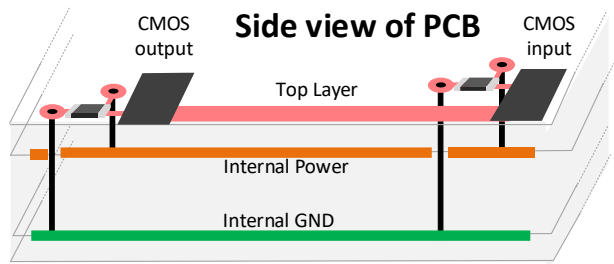 Side view of PCB
CMOS
output
CMOS
input
Top Layer
Internal Power
Internal GND